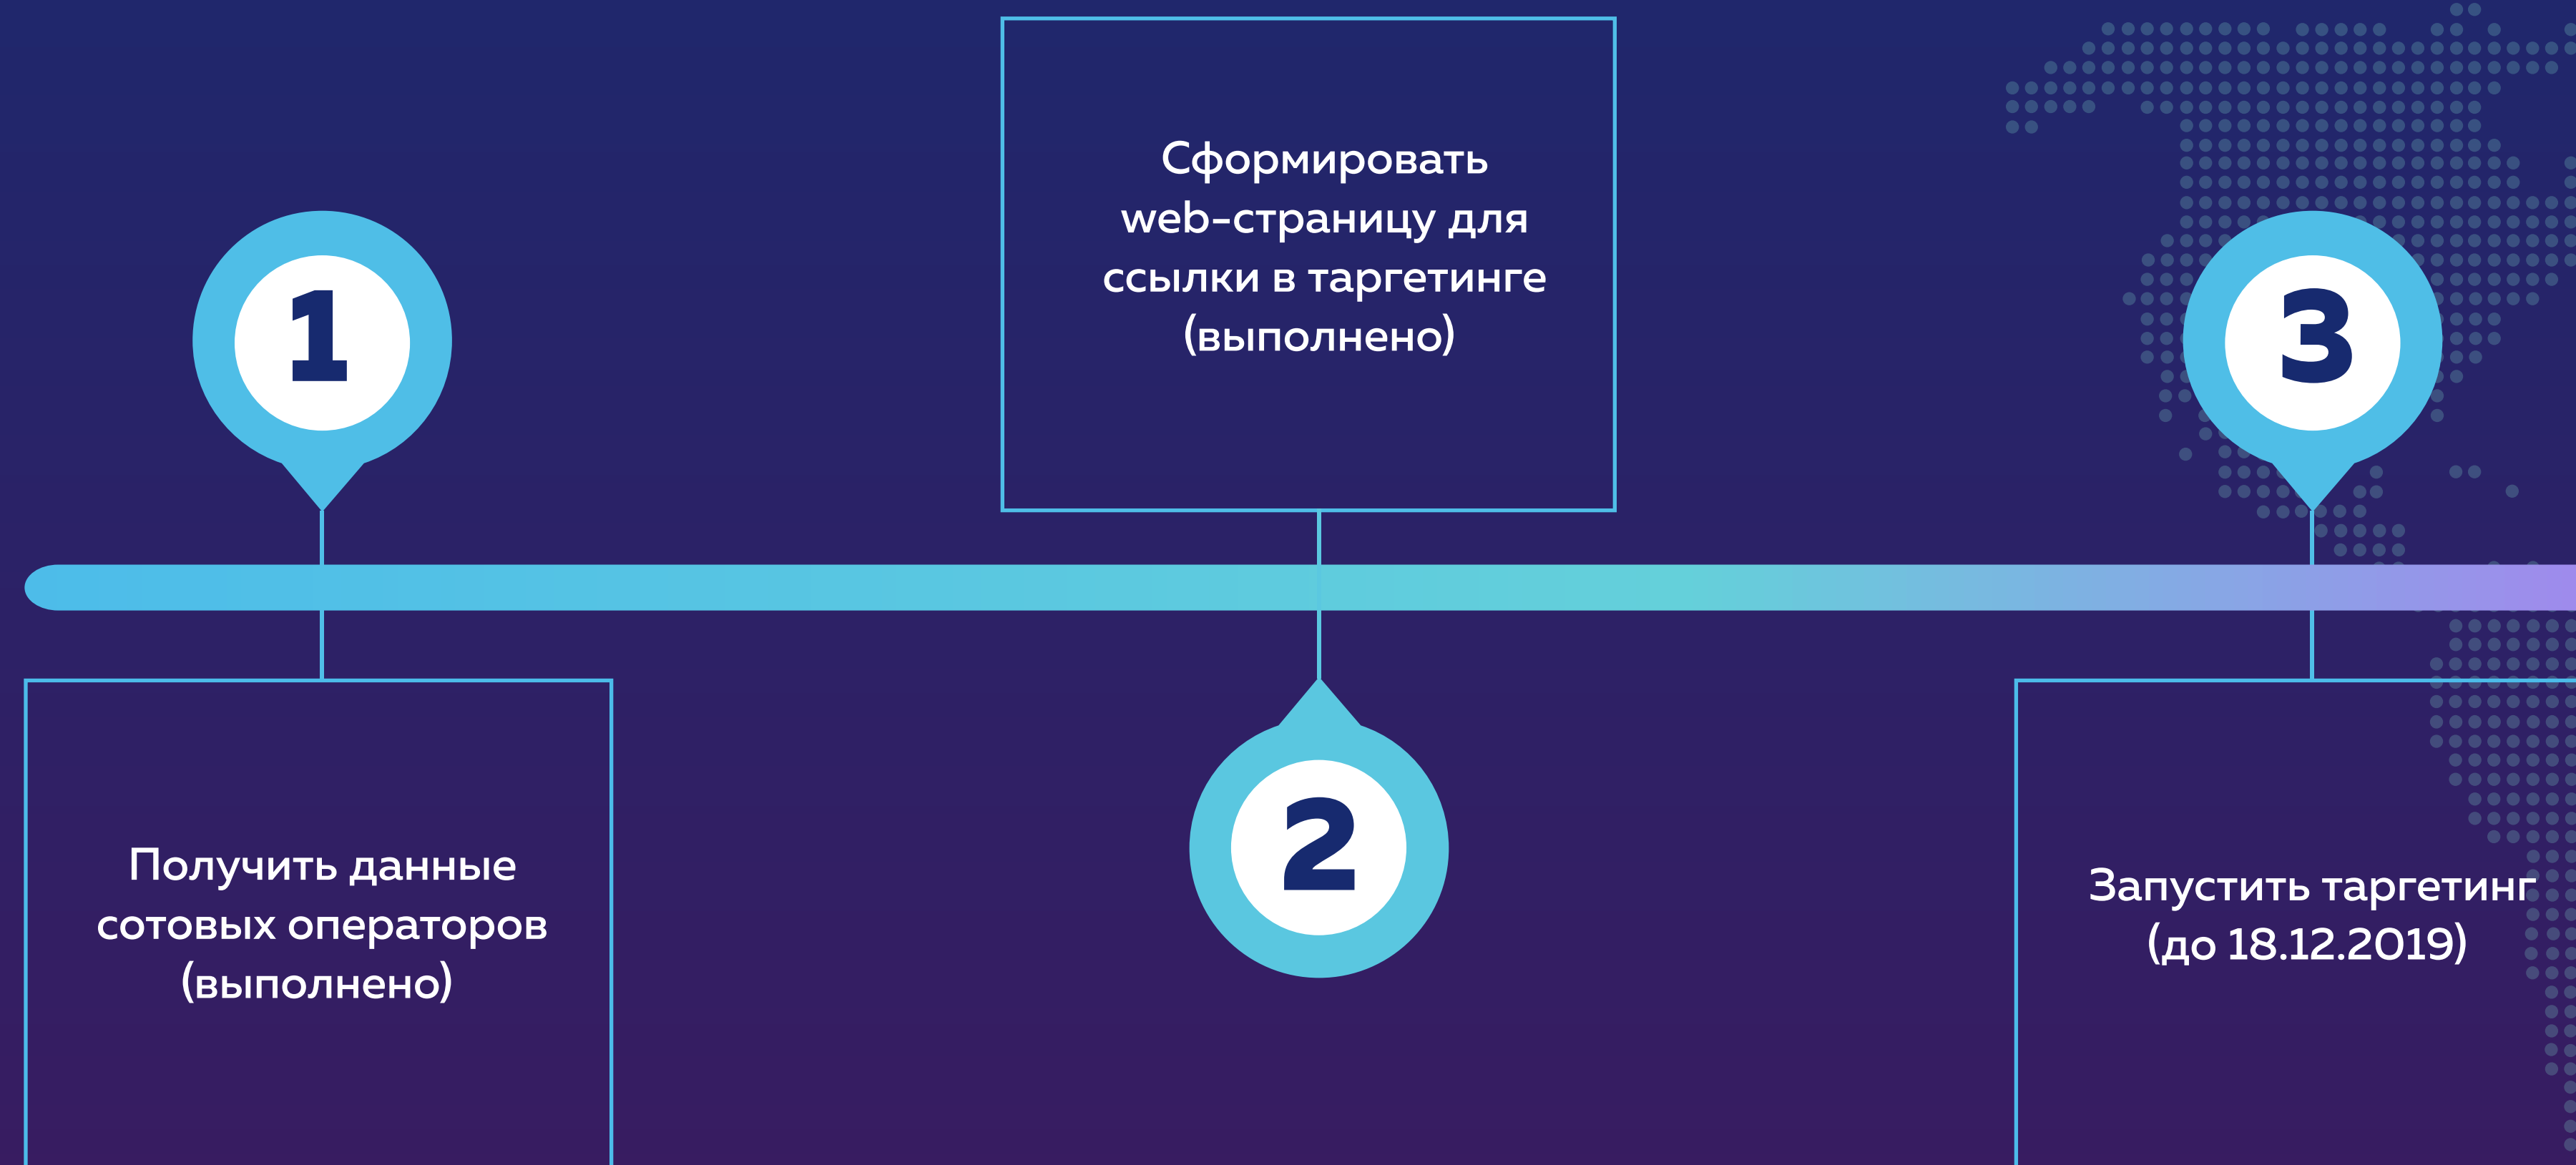 1
Получить данные
сотовых операторов
(выполнено)
Сформировать
web-страницу для
ссылки в таргетинге
(выполнено)
2
3
Запустить таргетинг
(до 18.12.2019)